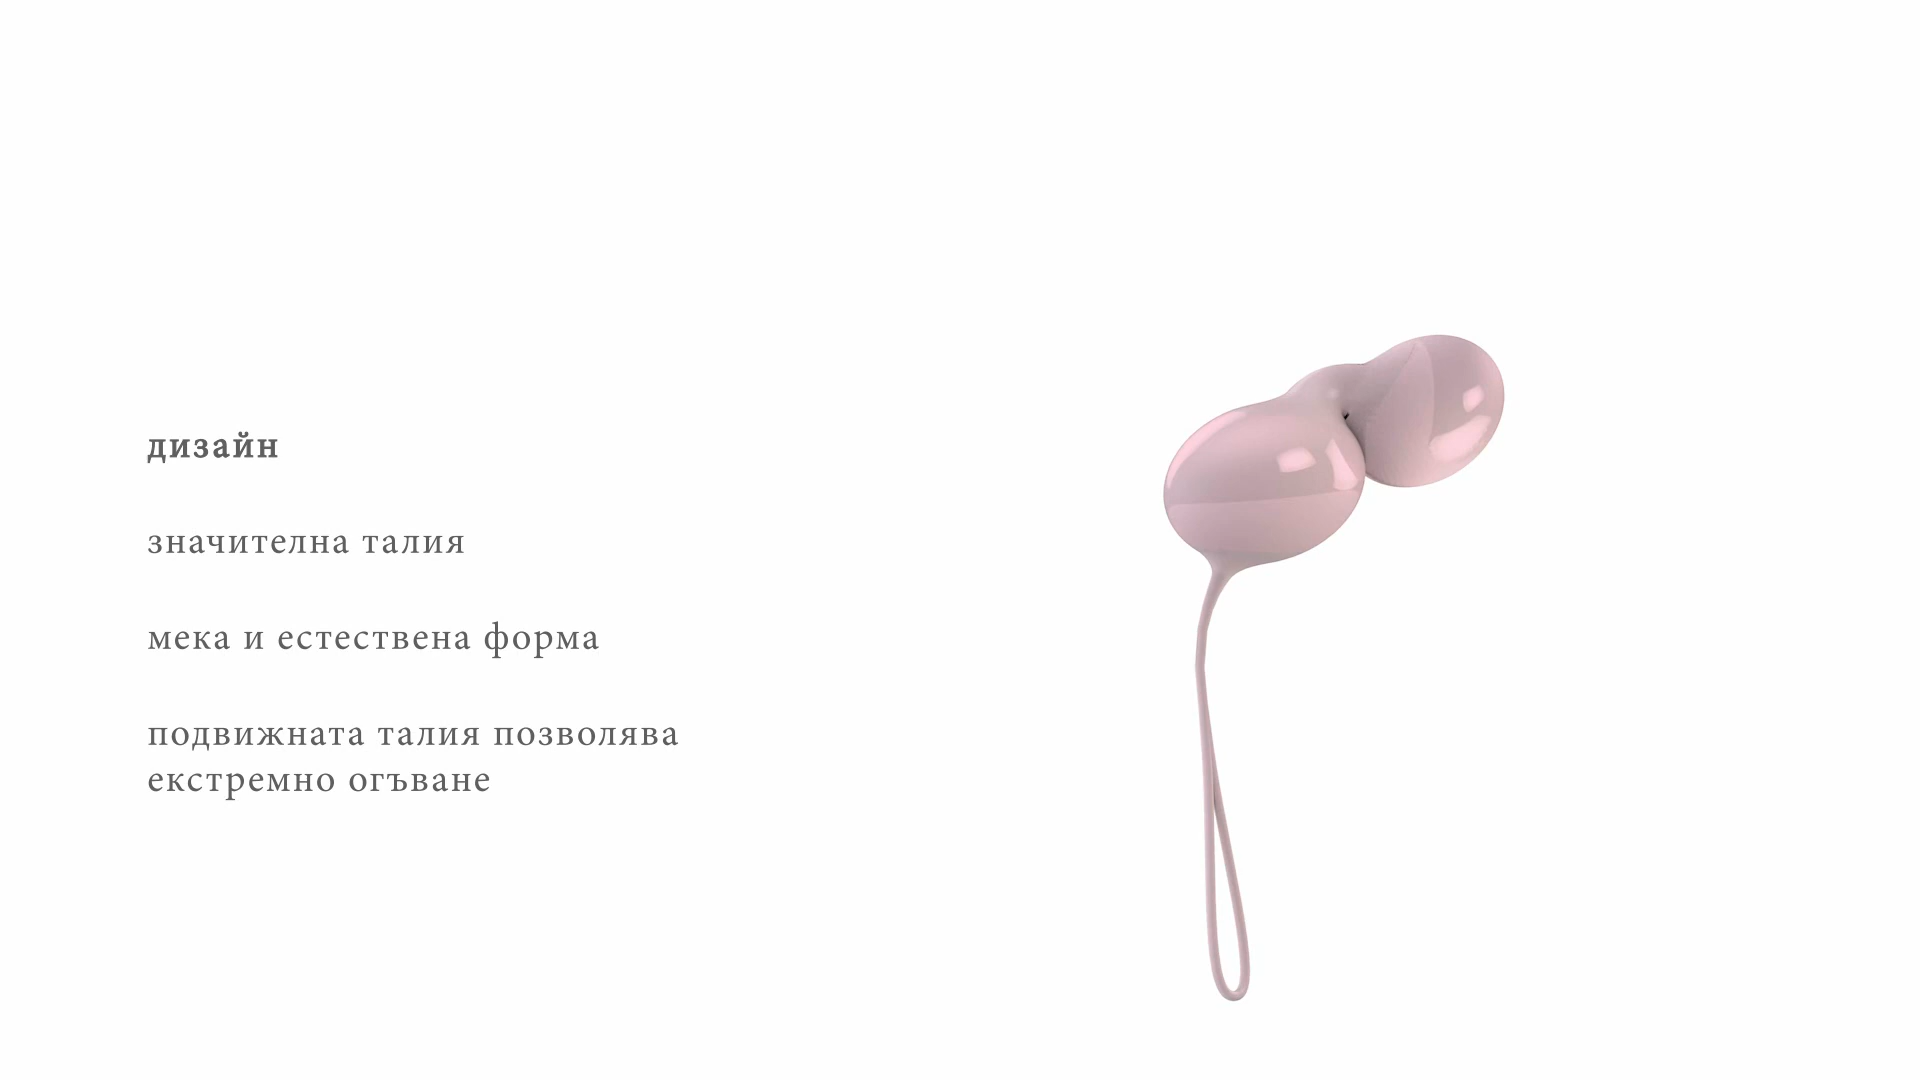 дизайн
значителна талия
мека и естествена форма
подвижната талия позволява
екстремно огъване